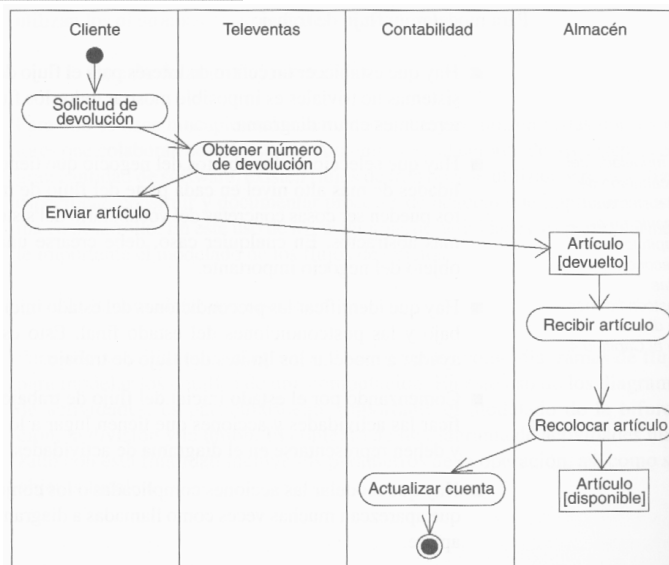 Cliente
Televentas
Contabilidad
Almacén
Solicitud de
devolución
Obtener número
de devolución
Enviar artículo
Artículo
[devuelto]
Recibir artículo
Recolocar artículo
Actualizar cuenta
Artículo
[disponible]